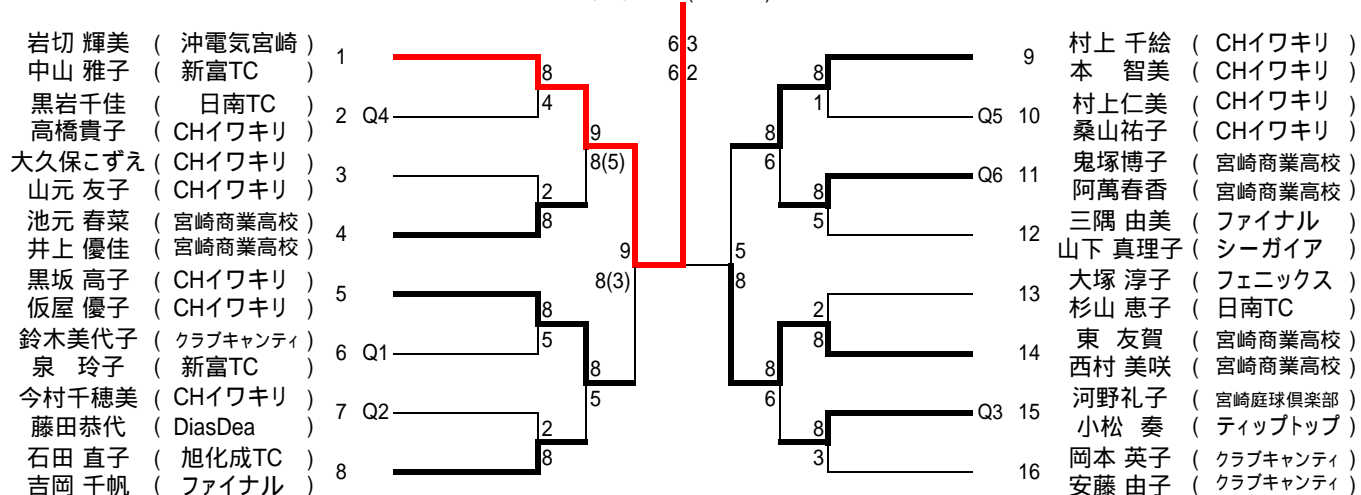 岩切 輝美 ( 沖電気宮崎 ) 1
中山 雅子 ( 新富TC )
黒岩千佳 ( 日南TC ) 2 Q4
高橋貴子 ( CHイワキリ )
大久保こずえ ( CHイワキリ ) 3
山元 友子 ( CHイワキリ )
池元 春菜 ( 宮崎商業高校 ) 4
井上 優佳 ( 宮崎商業高校 )
黒坂 高子 ( CHイワキリ ) 5
仮屋 優子 ( CHイワキリ )
鈴木美代子 ( クラブキャンティ ) 6 Q1
泉 玲子 ( 新富TC )
今村千穂美 ( CHイワキリ ) 7 Q2
藤田恭代 ( DiasDea )
石田 直子 ( 旭化成TC ) 8
吉岡 千帆 ( ファイナル )
8
4
2
8
8
5
2
8
9
8(5)
8
5
9
8(3)
6 3
6 2
5
8
8
6
8
6
8
1
8
5
2
8
8
3
9 村上 千絵 ( CHイワキリ )
本 智美 ( CHイワキリ )
Q5 10 村上仁美 ( CHイワキリ )
桑山祐子 ( CHイワキリ )
Q6 11 鬼塚博子 ( 宮崎商業高校 )
阿萬春香 ( 宮崎商業高校 )
12 三隅 由美 ( ファイナル )
山下 真理子 ( シーガイア )
13 大塚 淳子 ( フェニックス )
杉山 恵子 ( 日南TC )
14 東 友賀 ( 宮崎商業高校 )
西村 美咲 ( 宮崎商業高校 )
Q3 15 河野礼子 ( 宮崎庭球倶楽部 )
小松 奏 ( ティップトップ )
16 岡本 英子 ( クラブキャンティ )
安藤 由子 ( クラブキャンティ )